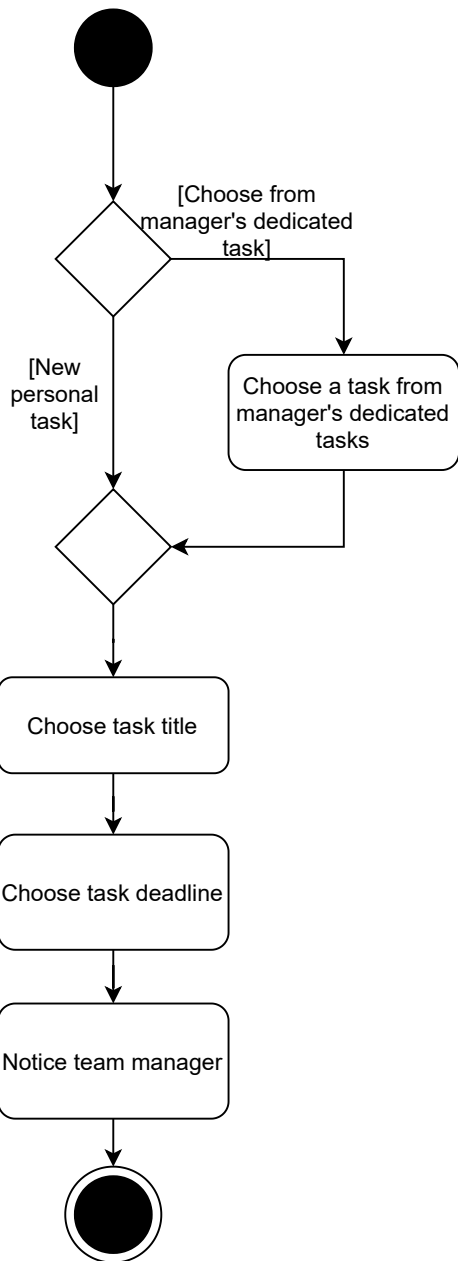 [Choose from
manager's dedicated
task]
[New
personal
task]
Choose a task from
manager's dedicated
tasks
Choose task title
Choose task deadline
Notice team manager